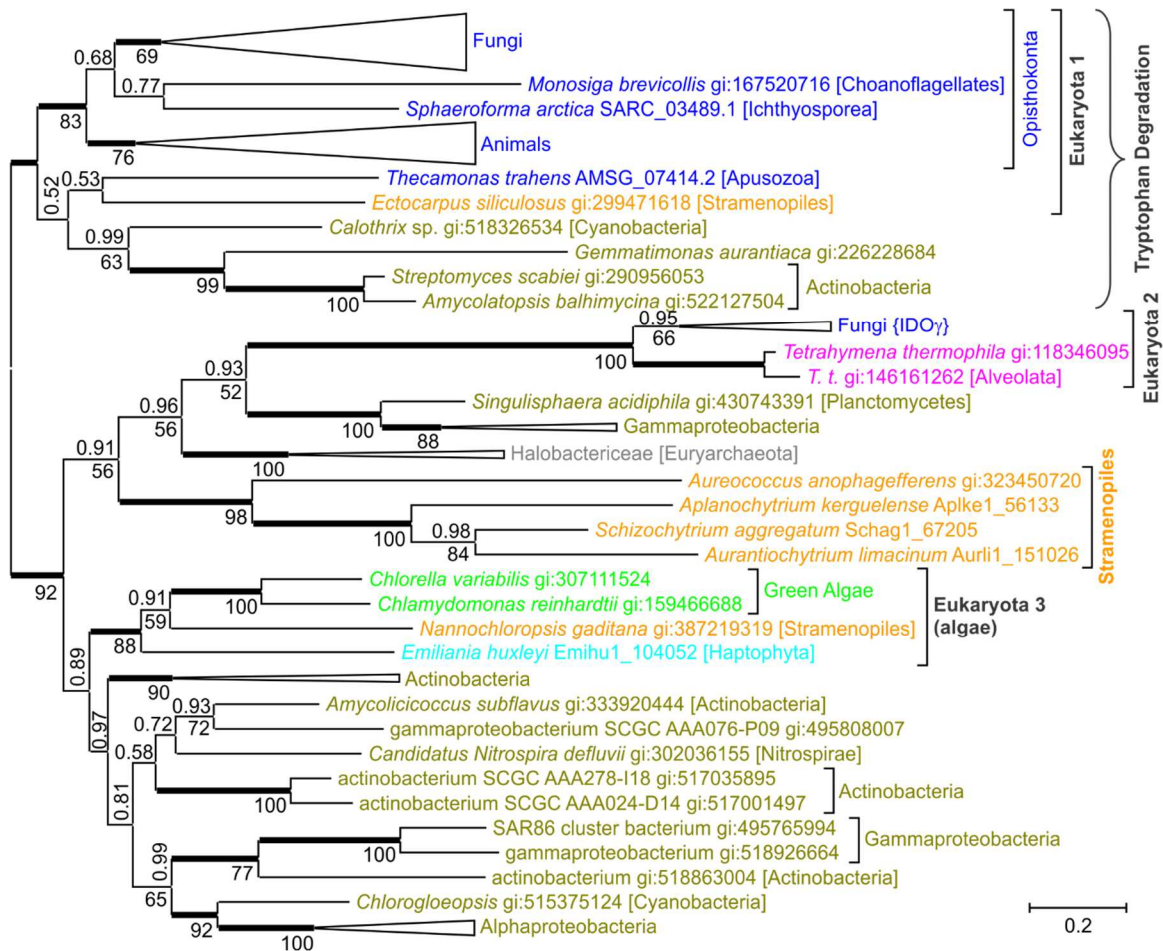 0.68
69
Fungi
0.77
Monosiga brevicollis gi:167520716 [Choanoflagellates]
Sphaeroforma arctica SARC_03489.1 [Ichthyosporea]
83
76
Animals
Opisthokonta
Eukaryota 1
Tryptophan Degradation
0.52
0.53
Thecamonas trahens AMSG_07414.2 [Apusozoa]
Ectocarpus siliculosus gi:299471618 [Stramenopiles]
0.99
63
Calothrix sp. gi:518326534 [Cyanobacteria]
99
Gemmatimonas aurantiaca gi:226228684
100
Streptomyces scabiei gi:290956053
Amycolatopsis balhimycina gi:522127504
Actinobacteria
0.95
66
Fungi {IDOγ}
100
Tetrahymena thermophila gi:118346095
T. t. gi:146161262 [Alveolata]
Eukaryota 2
0.93
52
Singulisphaera acidiphila gi:430743391 [Planctomycetes]
100
88
Gammaproteobacteria
0.96
56
100
Halobactericeae [Euryarchaeota]
0.91
56
98
Aureococcus anophagefferens gi:323450720
100
Aplanochytrium kerguelense Aplke1_56133
0.98
84
Schizochytrium aggregatum Schag1_67205
Aurantiochytrium limacinum Aurli1_151026
Stramenopiles
92
0.91
59
100
Chlorella variabilis gi:307111524
Chlamydomonas reinhardtii gi:159466688
Green Algae
Nannochloropsis gaditana gi:387219319 [Stramenopiles]
88
Emiliania huxleyi Emihu1_104052 [Haptophyta]
Eukaryota 3
(algae)
0.89
0.97
90
Actinobacteria
0.93
72
Amycolicicoccus subflavus gi:333920444 [Actinobacteria]
gammaproteobacterium SCGC AAA076-P09 gi:495808007
0.72
Candidatus Nitrospira defluvii gi:302036155 [Nitrospirae]
0.58
100
actinobacterium SCGC AAA278-I18 gi:517035895
actinobacterium SCGC AAA024-D14 gi:517001497
Actinobacteria
0.81
0.99
65
77
100
SAR86 cluster bacterium gi:495765994
gammaproteobacterium gi:518926664
Gammaproteobacteria
actinobacterium gi:518863004 [Actinobacteria]
92
Chlorogloeopsis gi:515375124 [Cyanobacteria]
100
Alphaproteobacteria
0.2